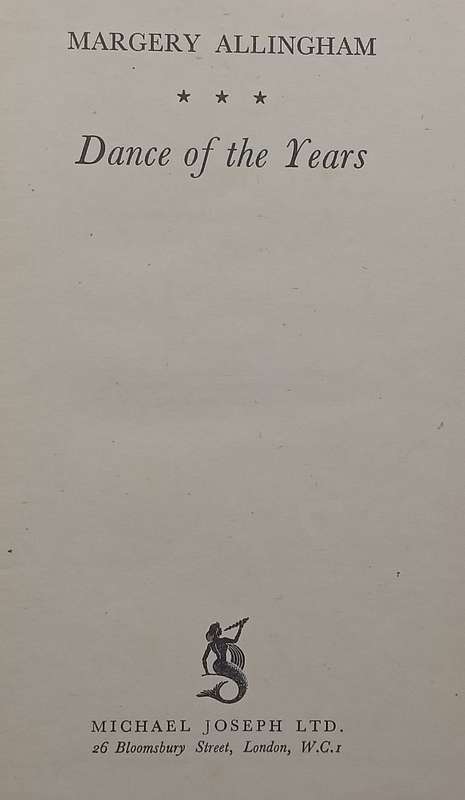 MARGERY ALLINGHAM
★ ★ ★
Dance of the Years
MICHAEL JOSEPH LTD.
26 Bloomsbury Street, London, W.C.1